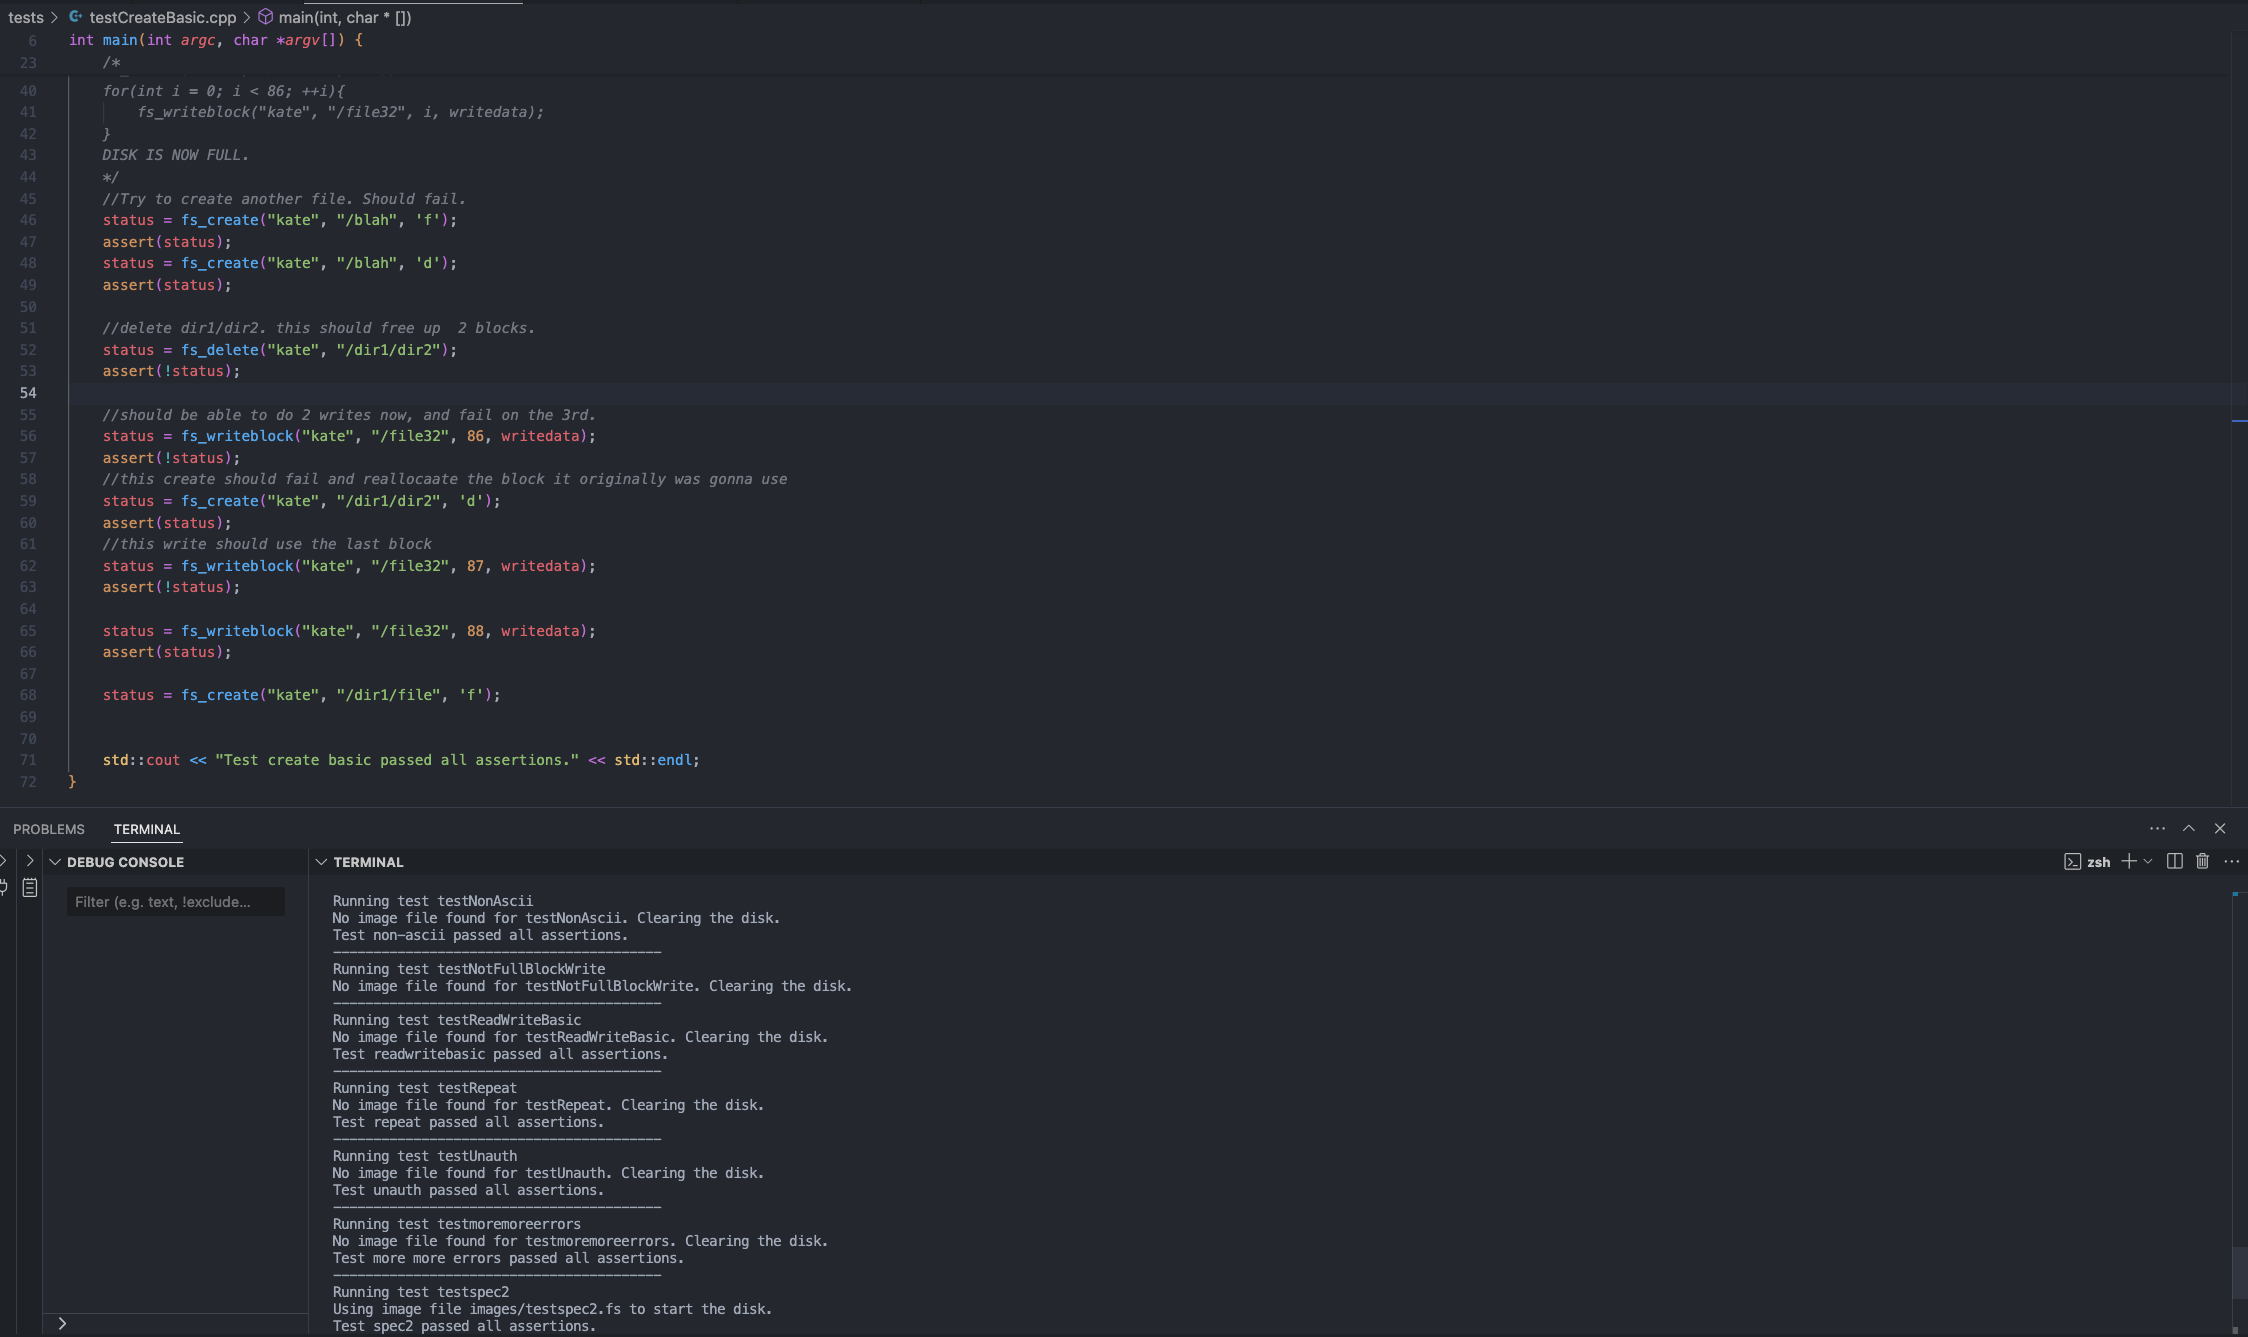 tests > testCreateBasic.cpp > main(int, char * [])
6 int main(int argc, char *argv[]) {
23 /*
40 for(int i = 0; i < 86; ++i){
41 fs_writeblock("kate", "/file32", i, writedata);
42 }
43 DISK IS NOW FULL.
44 */
45 //Try to create another file. Should fail.
46 status = fs_create("kate", "/blah", 'f');
47 assert(status);
48 status = fs_create("kate", "/blah", 'd');
49 assert(status);
50
51 //delete dir1/dir2. this should free up  2 blocks.
52 status = fs_delete("kate", "/dir1/dir2");
53 assert(!status);
54
55 //should be able to do 2 writes now, and fail on the 3rd.
56 status = fs_writeblock("kate", "/file32", 86, writedata);
57 assert(!status);
58 //this create should fail and reallocaate the block it originally was gonna use
59 status = fs_create("kate", "/dir1/dir2", 'd');
60 assert(status);
61 //this write should use the last block
62 status = fs_writeblock("kate", "/file32", 87, writedata);
63 assert(!status);
64
65 status = fs_writeblock("kate", "/file32", 88, writedata);
66 assert(status);
67
68 status = fs_create("kate", "/dir1/file", 'f');
69
70
71 std::cout << "Test create basic passed all assertions." << std::endl;
72 }
PROBLEMS TERMINAL
DEBUG CONSOLE TERMINAL zsh
Filter (e.g. text, !exclude...
Running test testNonAscii
No image file found for testNonAscii. Clearing the disk.
Test non-ascii passed all assertions.
-----------------------------------------
Running test testNotFullBlockWrite
No image file found for testNotFullBlockWrite. Clearing the disk.
-----------------------------------------
Running test testReadWriteBasic
No image file found for testReadWriteBasic. Clearing the disk.
Test readwritebasic passed all assertions.
-----------------------------------------
Running test testRepeat
No image file found for testRepeat. Clearing the disk.
Test repeat passed all assertions.
-----------------------------------------
Running test testUnauth
No image file found for testUnauth. Clearing the disk.
Test unauth passed all assertions.
-----------------------------------------
Running test testmoremoreerrors
No image file found for testmoremoreerrors. Clearing the disk.
Test more more errors passed all assertions.
-----------------------------------------
Running test testspec2
Using image file images/testspec2.fs to start the disk.
Test spec2 passed all assertions.